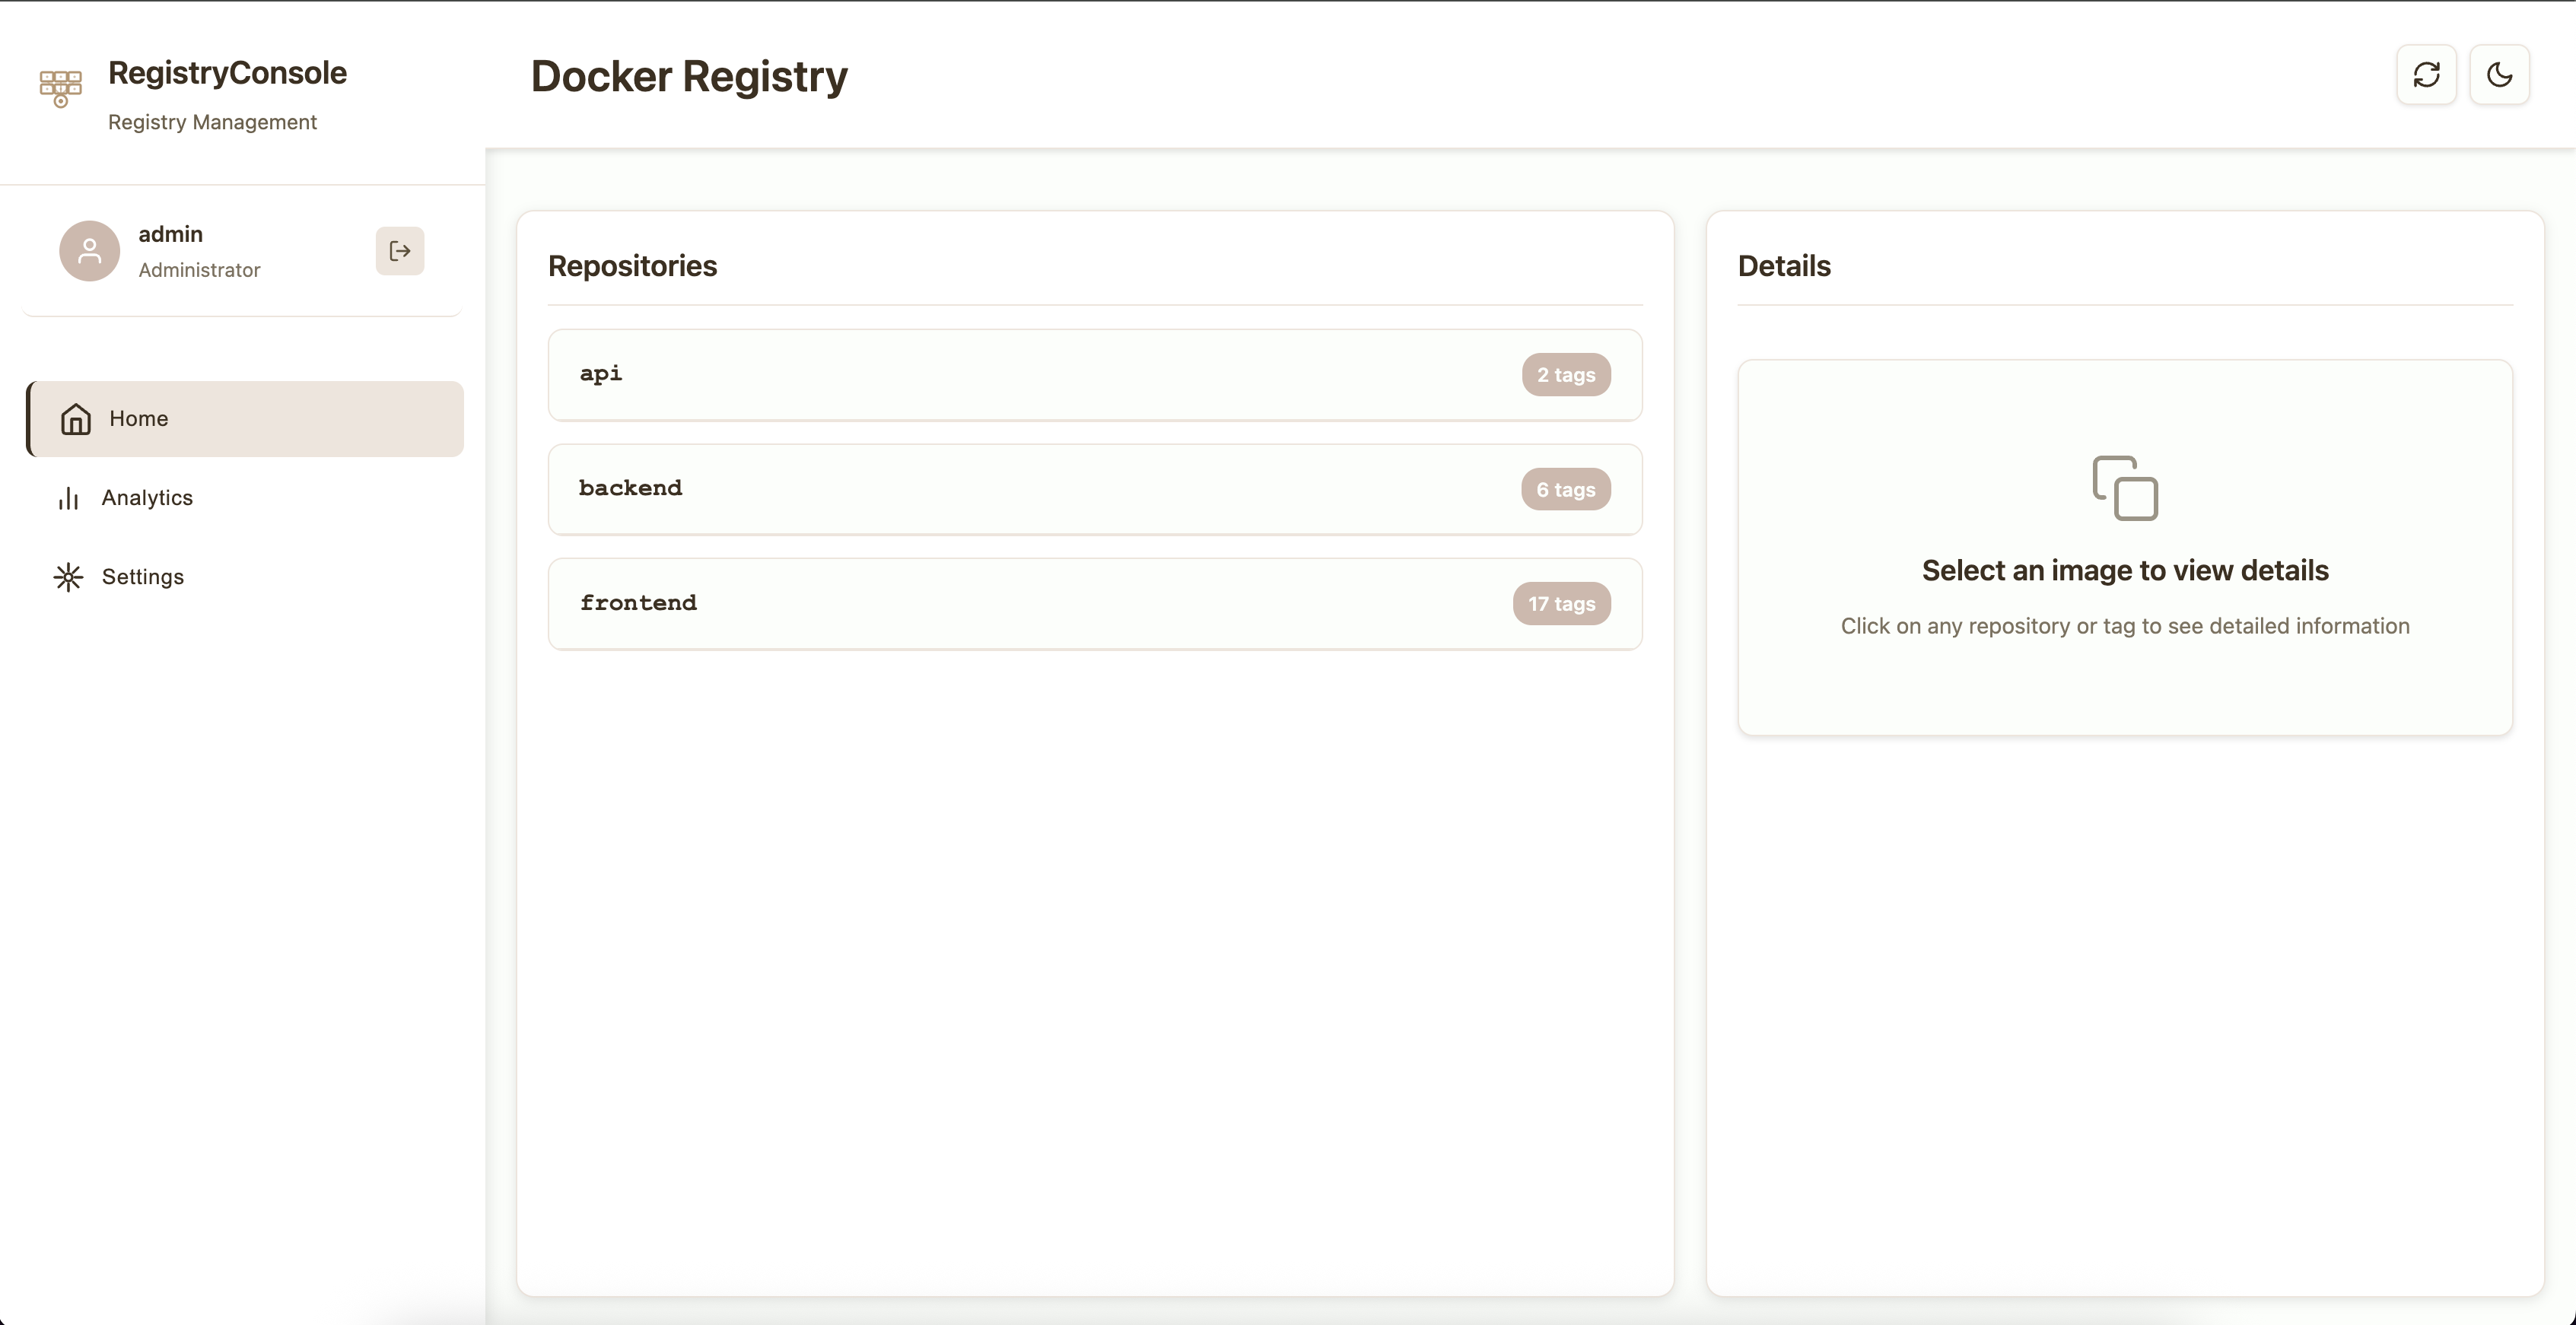 RegistryConsole
Registry Management
admin
Administrator
Home
Analytics
Settings
Docker Registry
Repositories
api
2 tags
backend
6 tags
frontend
17 tags
Details
Select an image to view details
Click on any repository or tag to see detailed information